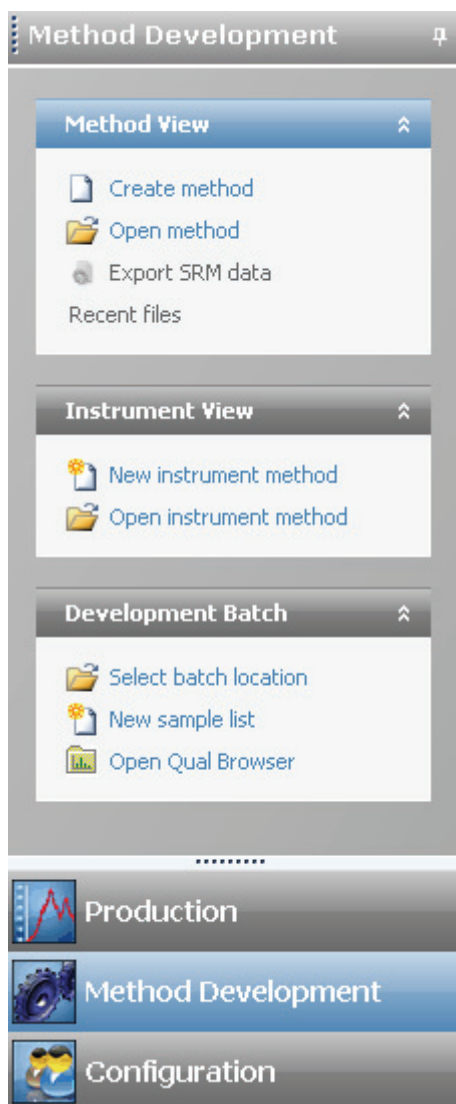 Method Development
Method View
Create method
Open method
Export SRM data
Recent files
Instrument View
New instrument method
Open instrument method
Development Batch
Select batch location
New sample list
Open Qual Browser
Production
Method Development
Configuration